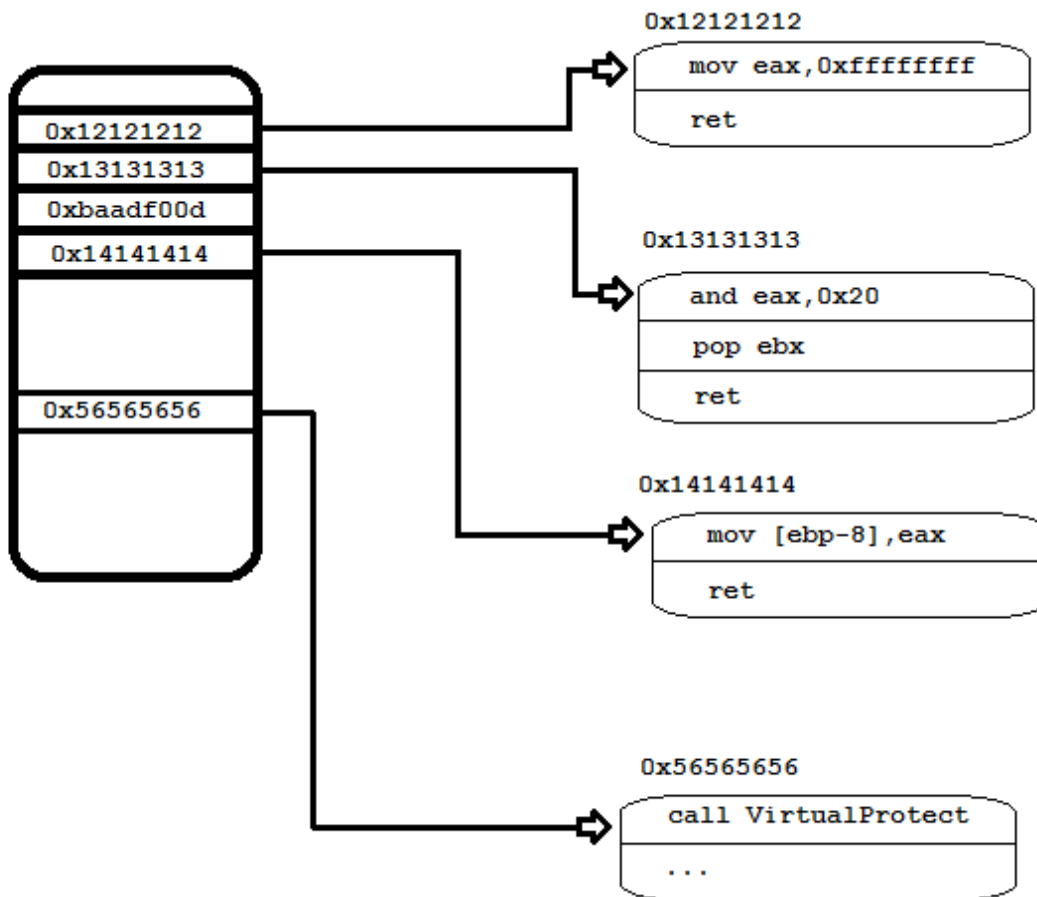 0x12121212
0x13131313
0xbaadf00d
0x14141414
0x56565656
0x12121212
mov eax,0xffffffff
ret
0x13131313
and eax,0x20
pop ebx
ret
0x14141414
mov [ebp-8],eax
ret
0x56565656
call VirtualProtect
...